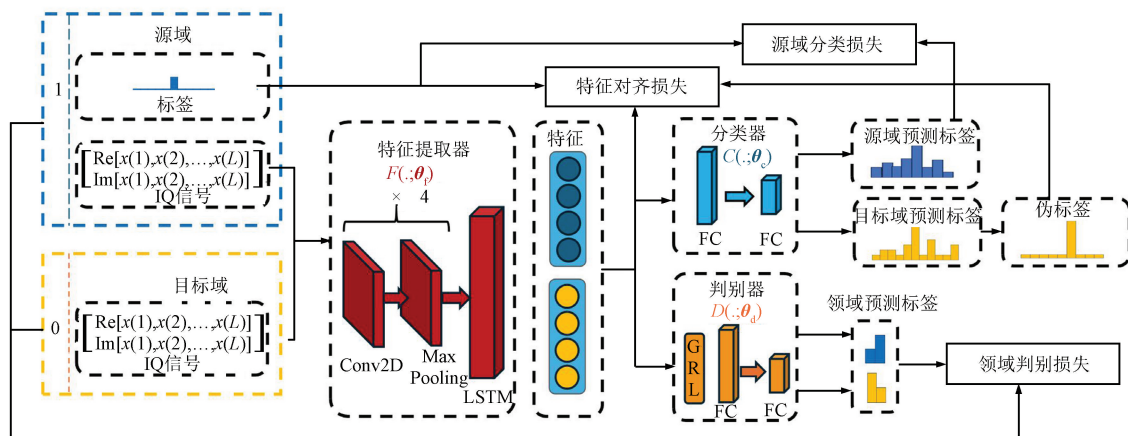 源域
1
标签
Re[x(1),x(2),…,x(L)]
Im[x(1),x(2),…,x(L)]
IQ信号
目标域
0
Re[x(1),x(2),…,x(L)]
Im[x(1),x(2),…,x(L)]
IQ信号
特征提取器
F(.;θf)
× 4
Conv2D
Max
Pooling
LSTM
特征
源域分类损失
特征对齐损失
分类器
C(.;θc)
FC
FC
源域预测标签
目标域预测标签
伪标签
判别器
D(.;θd)
G
R
L
FC
FC
领域预测标签
领域判别损失